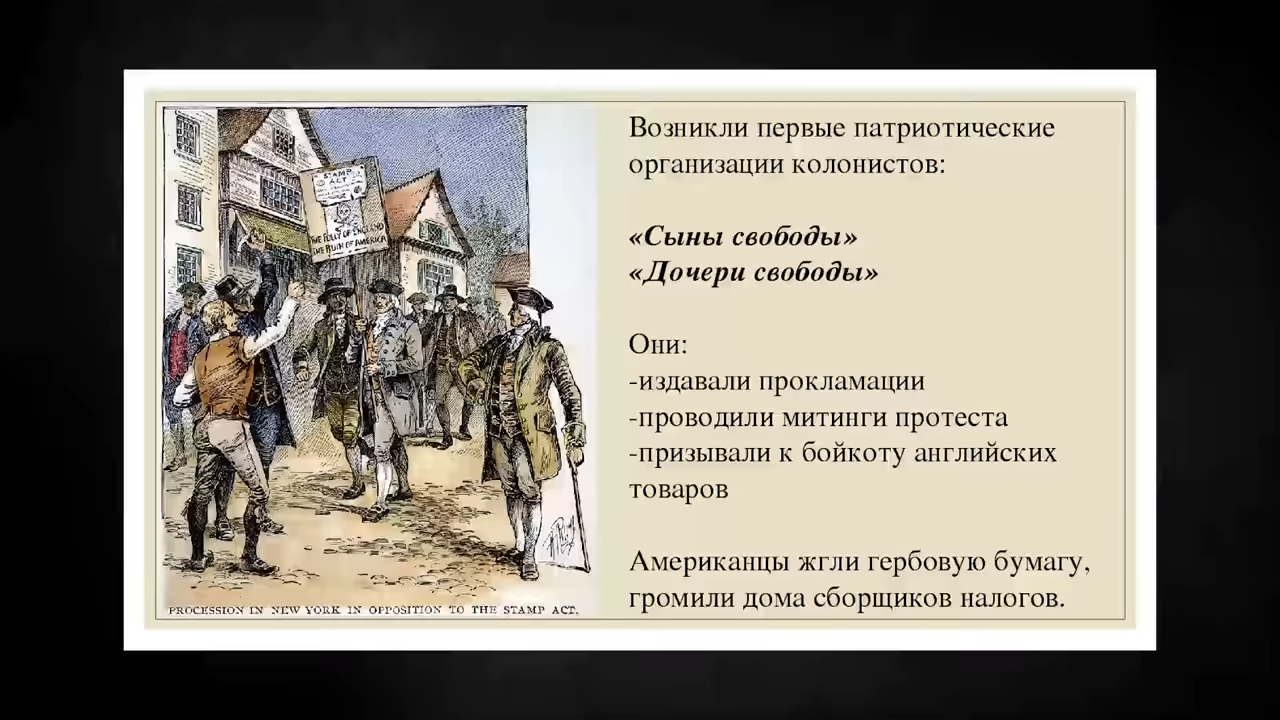 STAMP
ACT
THE FOLLY OF ENGLAND
THE RUIN OF AMERICA
PROCESSION IN NEW YORK IN OPPOSITION TO THE STAMP ACT.
Возникли первые патриотические
организации колонистов:
«Сыны свободы»
«Дочери свободы»
Они:
-издавали прокламации
-проводили митинги протеста
-призывали к бойкоту английских
товаров
Американцы жгли гербовую бумагу,
громили дома сборщиков налогов.